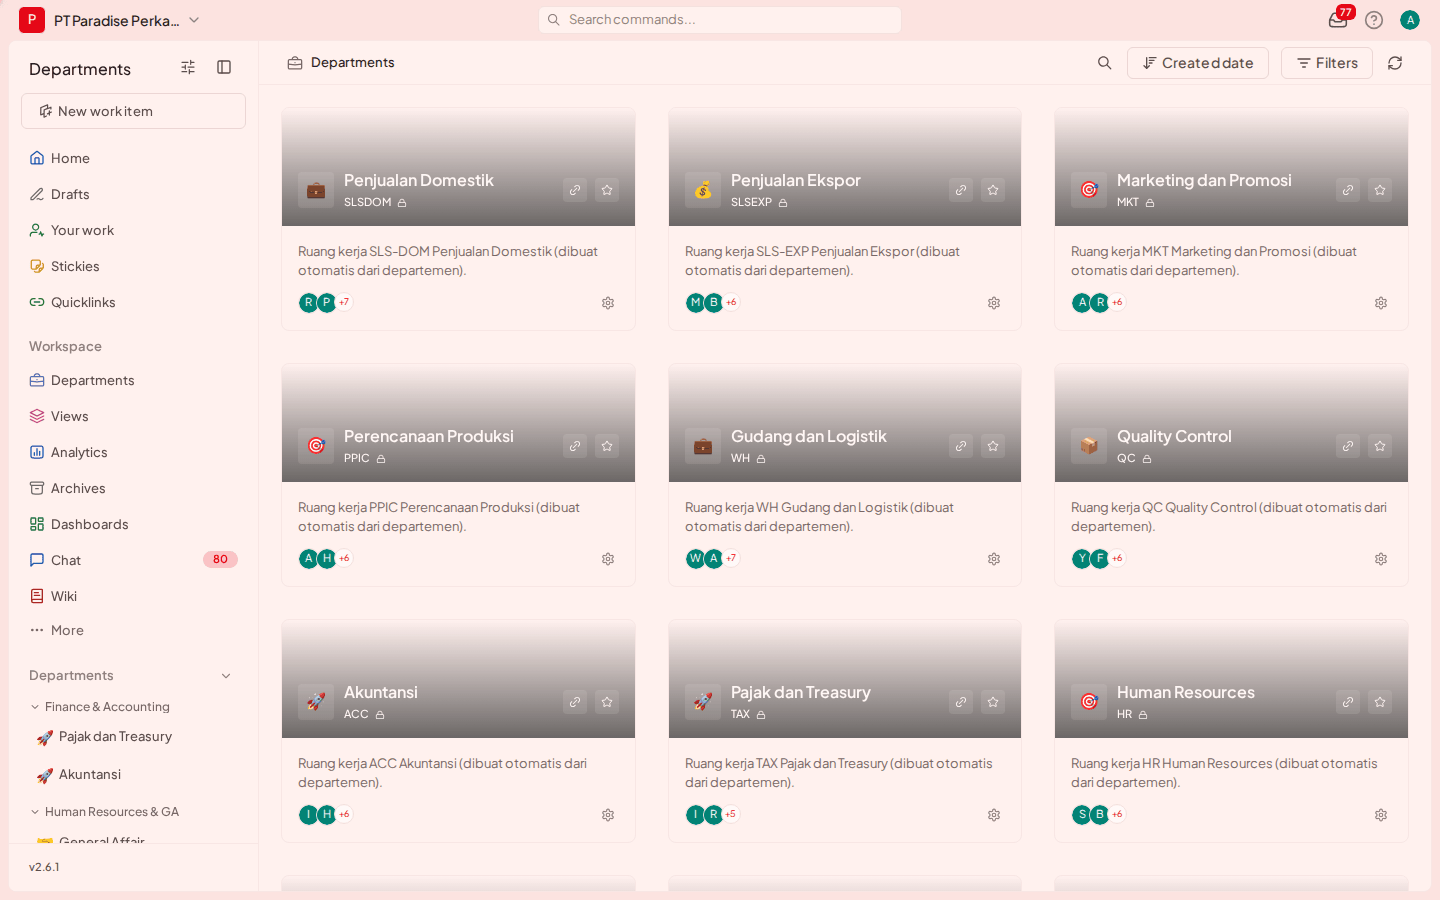 P PT Paradise Perka...
Search commands...
77
A
Departments
New work item
Home
Drafts
Your work
Stickies
Quicklinks
Workspace
Departments
Views
Analytics
Archives
Dashboards
Chat 80
Wiki
More
Departments
Finance & Accounting
Pajak dan Treasury
Akuntansi
Human Resources & GA
General Affair
v2.6.1
Departments
Created date
Filters
Penjualan Domestik
SLSDOM
Ruang kerja SLS-DOM Penjualan Domestik (dibuat
otomatis dari departemen).
R P +7
Penjualan Ekspor
SLSEXP
Ruang kerja SLS-EXP Penjualan Ekspor (dibuat
otomatis dari departemen).
M B +6
Marketing dan Promosi
MKT
Ruang kerja MKT Marketing dan Promosi (dibuat
otomatis dari departemen).
A R +6
Perencanaan Produksi
PPIC
Ruang kerja PPIC Perencanaan Produksi (dibuat
otomatis dari departemen).
A H +6
Gudang dan Logistik
WH
Ruang kerja WH Gudang dan Logistik (dibuat
otomatis dari departemen).
W A +7
Quality Control
QC
Ruang kerja QC Quality Control (dibuat otomatis dari
departemen).
Y F +6
Akuntansi
ACC
Ruang kerja ACC Akuntansi (dibuat otomatis dari
departemen).
I H +6
Pajak dan Treasury
TAX
Ruang kerja TAX Pajak dan Treasury (dibuat otomatis
dari departemen).
I R +5
Human Resources
HR
Ruang kerja HR Human Resources (dibuat otomatis
dari departemen).
S B +6